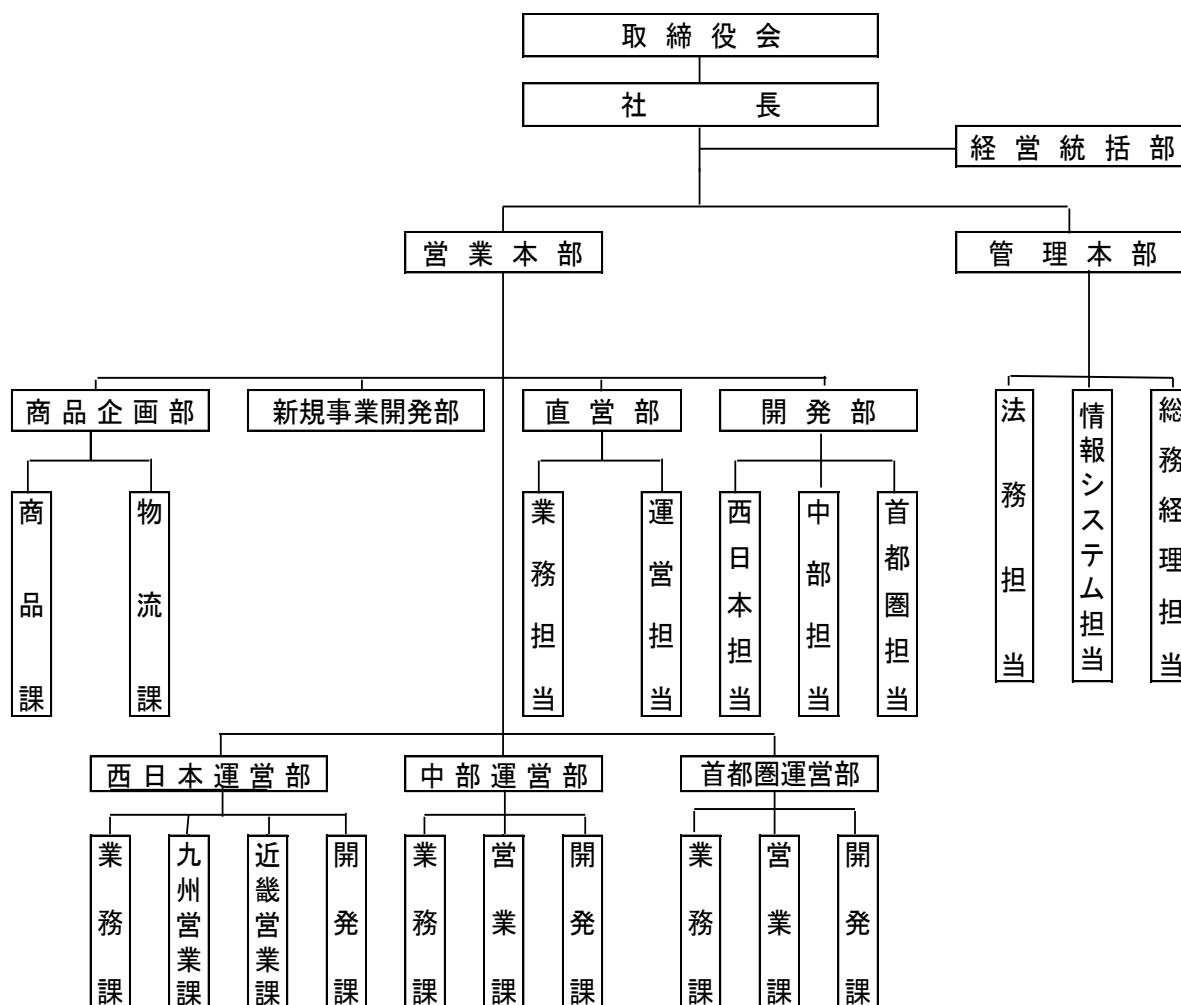 取締役会
社長
経営統括部
営業本部
管理本部
商品企画部
新規事業開発部
直営部
開発部
法務担当
情報システム担当
総務経理担当
商品課
物流課
業務担当
運営担当
西日本担当
中部担当
首都圏担当
西日本運営部
中部運営部
首都圏運営部
業務課
九州営業課
近畿営業課
開発課
業務課
営業課
開発課
業務課
営業課
開発課